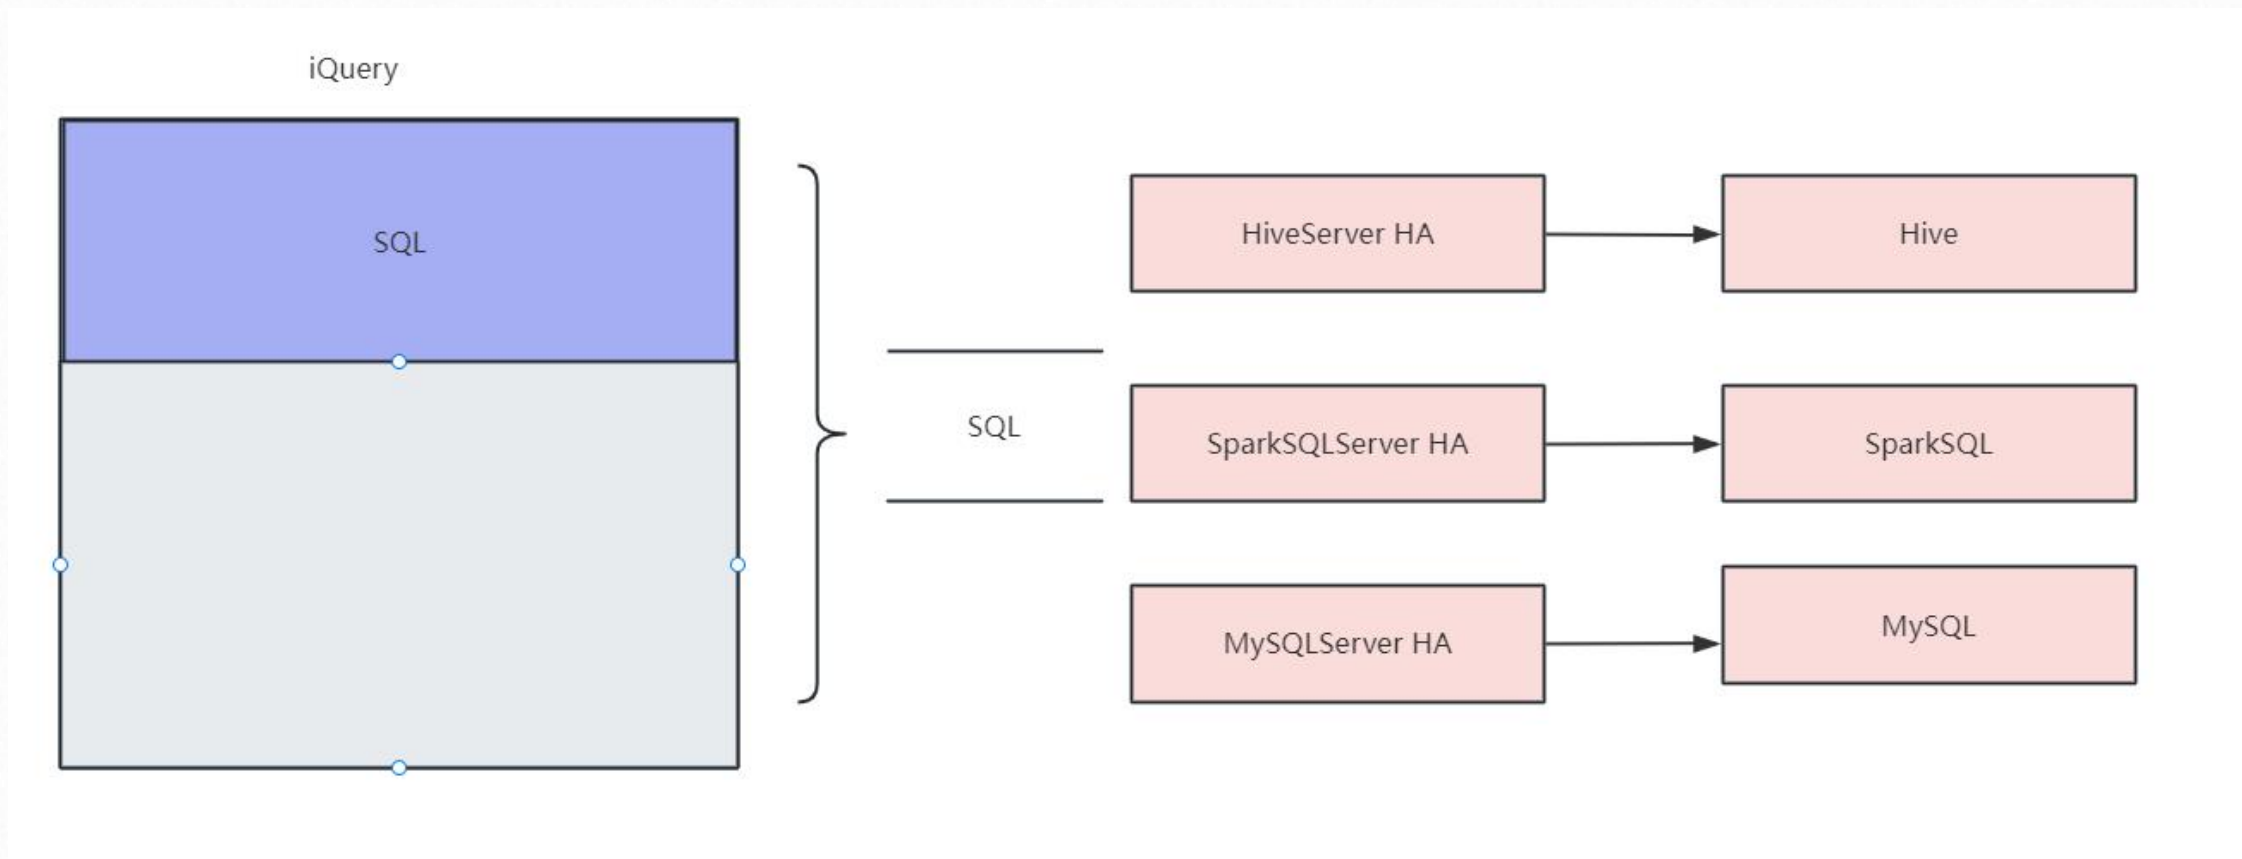 iQuery
SQL
SQL
HiveServer HA
Hive
SparkSQLServer HA
SparkSQL
MySQLServer HA
MySQL